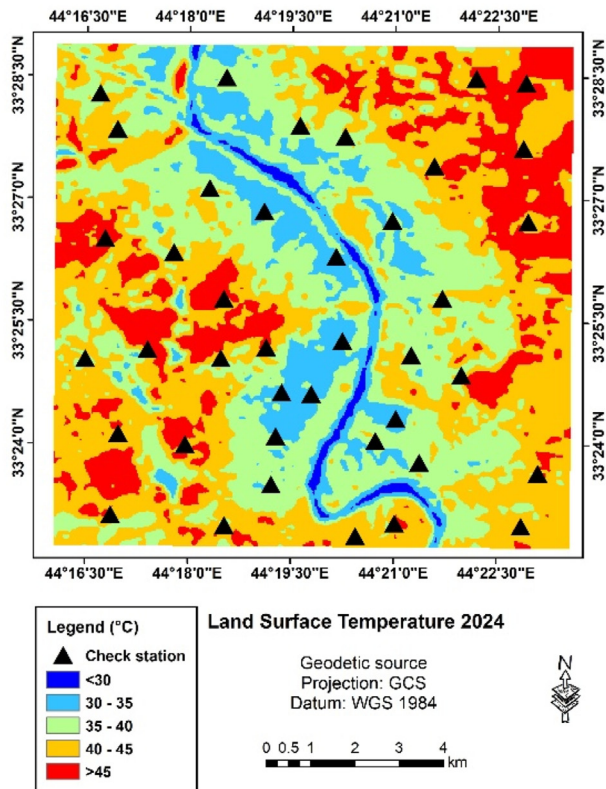 44°16'30"E 44°18'0"E 44°19'30"E 44°21'0"E 44°22'30"E
33°28'30"N 33°28'30"N
33°27'0"N 33°27'0"N
33°25'30"N 33°25'30"N
33°24'0"N 33°24'0"N
44°16'30"E 44°18'0"E 44°19'30"E 44°21'0"E 44°22'30"E
Legend (°C)
Check station
<30
30 - 35
35 - 40
40 - 45
>45
Land Surface Temperature 2024
Geodetic source
Projection: GCS
Datum: WGS 1984
N
0 0.5 1 2 3 4
km